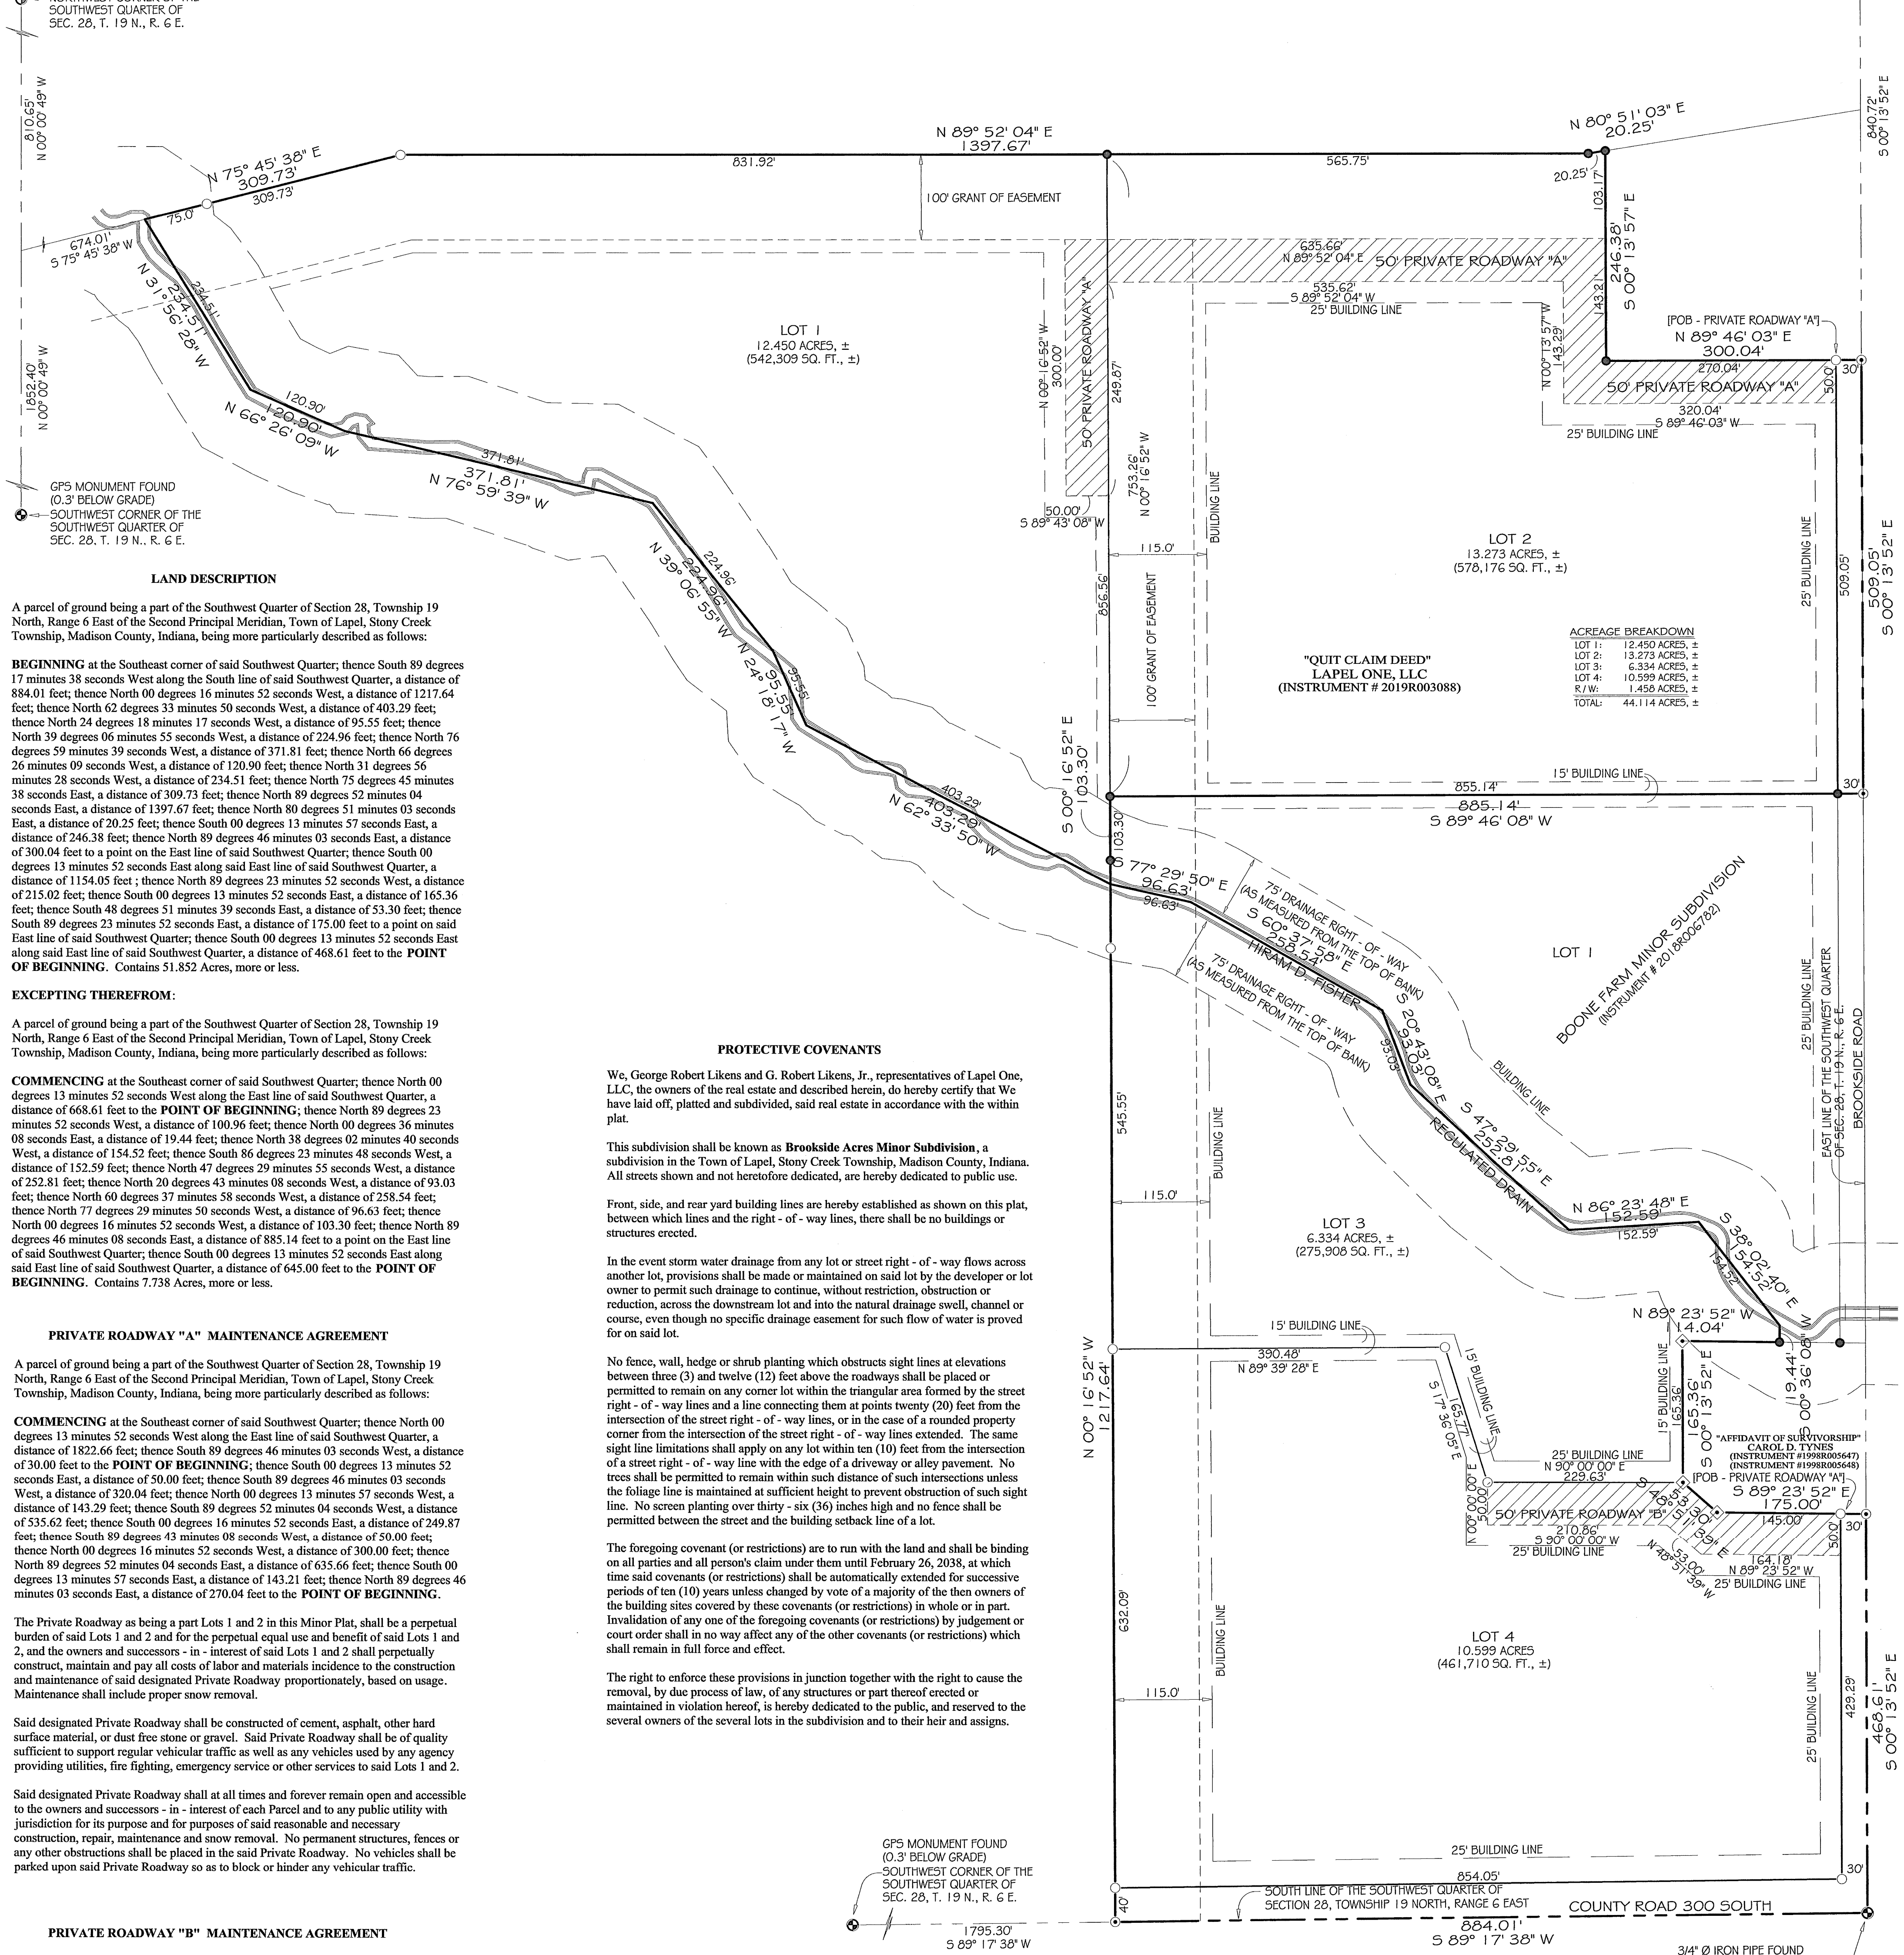 NORTHWEST CORNER OF THE
SOUTHWEST QUARTER OF
SEC. 28, T. 19 N., R. 6 E.
810.65'
N 00° 00' 49" W
1852.40'
N 00° 00' 49" W
674.01'
S 75° 45' 38" W
75.0'
N 75° 45' 38" E
309.73'
309.73'
831.92'
N 89° 52' 04" E
1397.67'
565.75'
N 80° 51' 03" E
20.25'
20.25'
840.72'
S 00° 13' 52" E
100' GRANT OF EASEMENT
103.17'
246.38'
S 00° 13' 57" E
143.21'
635.66'
N 89° 52' 04" E
50' PRIVATE ROADWAY "A"
535.62'
S 89° 52' 04" W
25' BUILDING LINE
N 00° 13' 57" W
143.29'
[POB - PRIVATE ROADWAY "A"]
N 89° 46' 03" E
300.04'
270.04'
30'
50.0'
50' PRIVATE ROADWAY "A"
320.04'
S 89° 46' 03" W
25' BUILDING LINE
LOT 1
12.450 ACRES, ±
(542,309 SQ. FT., ±)
N 00° 16' 52" W
300.00'
50' PRIVATE ROADWAY "A"
249.87'
753.26'
N 00° 16' 52" W
50.00'
S 89° 43' 08" W
234.51'
234.51'
N 31° 56' 28" W
120.90'
120.90'
N 66° 26' 09" W
371.81'
371.81'
N 76° 59' 39" W
224.96'
224.96'
N 39° 06' 55" W
95.55'
95.55'
N 24° 18' 17" W
403.29'
403.29'
N 62° 33' 50" W
GPS MONUMENT FOUND
(0.3' BELOW GRADE)
SOUTHWEST CORNER OF THE
SOUTHWEST QUARTER OF
SEC. 28, T. 19 N., R. 6 E.
115.0'
BUILDING LINE
856.56'
100' GRANT OF EASEMENT
LOT 2
13.273 ACRES, ±
(578,176 SQ. FT., ±)
25' BUILDING LINE
509.05'
509.05'
S 00° 13' 52" E
"QUIT CLAIM DEED"
LAPEL ONE, LLC
(INSTRUMENT # 2019R003088)
ACREAGE BREAKDOWN
LOT 1: 12.450 ACRES, ±
LOT 2: 13.273 ACRES, ±
LOT 3: 6.334 ACRES, ±
LOT 4: 10.599 ACRES, ±
R/W: 1.458 ACRES, ±
TOTAL: 44.114 ACRES, ±
15' BUILDING LINE
855.14'
885.14'
S 89° 46' 08" W
30'
S 00° 16' 52" E
103.30'
103.30'
S 77° 29' 50" E
96.63'
96.63'
75' DRAINAGE RIGHT - OF - WAY
(AS MEASURED FROM THE TOP OF BANK)
S 60° 37' 58" E
258.54'
HIRAM D. FISHER
75' DRAINAGE RIGHT - OF - WAY
(AS MEASURED FROM THE TOP OF BANK)
S 20° 43' 08" E
93.03'
93.03'
S 47° 29' 55" E
252.81'
REGULATED DRAIN
BUILDING LINE
LOT 1
BOONE FARM MINOR SUBDIVISION
(INSTRUMENT # 2018R006782)
25' BUILDING LINE
EAST LINE OF THE SOUTHWEST QUARTER
OF SEC. 28, T. 19 N., R. 6 E.
BROOKSIDE ROAD
N 86° 23' 48" E
152.59'
152.59'
S 38° 02' 40" E
154.52'
154.52'
545.55'
115.0'
BUILDING LINE
LOT 3
6.334 ACRES, ±
(275,908 SQ. FT., ±)
15' BUILDING LINE
390.48'
N 89° 39' 28" E
15' BUILDING LINE
165.77'
S 17° 36' 05" E
N 89° 23' 52" W
114.04'
15' BUILDING LINE
165.36'
165.36'
S 00° 13' 52" E
119.44'
S 00° 36' 08" W
N 00° 16' 52" W
1217.64'
25' BUILDING LINE
N 90° 00' 00" E
229.63'
"AFFIDAVIT OF SURVIVORSHIP"
CAROL D. TYNES
(INSTRUMENT #1998R005647)
(INSTRUMENT #1998R005648)
[POB - PRIVATE ROADWAY "A"]
S 89° 23' 52" E
175.00'
145.00'
30'
50.0'
N 00° 00' 00" E
50.00'
50' PRIVATE ROADWAY "B"
210.86'
S 90° 00' 00" W
25' BUILDING LINE
53.30'
S 48° 51' 39" E
53.00'
N 48° 51' 39" W
164.18'
N 89° 23' 52" W
25' BUILDING LINE
632.09'
115.0'
BUILDING LINE
LOT 4
10.599 ACRES
(461,710 SQ. FT., ±)
25' BUILDING LINE
429.29'
468.61'
S 00° 13' 52" E
25' BUILDING LINE
854.05'
30'
40'
SOUTH LINE OF THE SOUTHWEST QUARTER OF
SECTION 28, TOWNSHIP 19 NORTH, RANGE 6 EAST
COUNTY ROAD 300 SOUTH
884.01'
S 89° 17' 38" W
3/4" Ø IRON PIPE FOUND
GPS MONUMENT FOUND
(0.3' BELOW GRADE)
SOUTHWEST CORNER OF THE
SOUTHWEST QUARTER OF
SEC. 28, T. 19 N., R. 6 E.
1795.30'
S 89° 17' 38" W
LAND DESCRIPTION
A parcel of ground being a part of the Southwest Quarter of Section 28, Township 19
North, Range 6 East of the Second Principal Meridian, Town of Lapel, Stony Creek
Township, Madison County, Indiana, being more particularly described as follows:
BEGINNING at the Southeast corner of said Southwest Quarter; thence South 89 degrees
17 minutes 38 seconds West along the South line of said Southwest Quarter, a distance of
884.01 feet; thence North 00 degrees 16 minutes 52 seconds West, a distance of 1217.64
feet; thence North 62 degrees 33 minutes 50 seconds West, a distance of 403.29 feet;
thence North 24 degrees 18 minutes 17 seconds West, a distance of 95.55 feet; thence
North 39 degrees 06 minutes 55 seconds West, a distance of 224.96 feet; thence North 76
degrees 59 minutes 39 seconds West, a distance of 371.81 feet; thence North 66 degrees
26 minutes 09 seconds West, a distance of 120.90 feet; thence North 31 degrees 56
minutes 28 seconds West, a distance of 234.51 feet; thence North 75 degrees 45 minutes
38 seconds East, a distance of 309.73 feet; thence North 89 degrees 52 minutes 04
seconds East, a distance of 1397.67 feet; thence North 80 degrees 51 minutes 03 seconds
East, a distance of 20.25 feet; thence South 00 degrees 13 minutes 57 seconds East, a
distance of 246.38 feet; thence North 89 degrees 46 minutes 03 seconds East, a distance
of 300.04 feet to a point on the East line of said Southwest Quarter; thence South 00
degrees 13 minutes 52 seconds East along said East line of said Southwest Quarter, a
distance of 1154.05 feet ; thence North 89 degrees 23 minutes 52 seconds West, a distance
of 215.02 feet; thence South 00 degrees 13 minutes 52 seconds East, a distance of 165.36
feet; thence South 48 degrees 51 minutes 39 seconds East, a distance of 53.30 feet; thence
South 89 degrees 23 minutes 52 seconds East, a distance of 175.00 feet to a point on said
East line of said Southwest Quarter; thence South 00 degrees 13 minutes 52 seconds East
along said East line of said Southwest Quarter, a distance of 468.61 feet to the POINT
OF BEGINNING. Contains 51.852 Acres, more or less.
EXCEPTING THEREFROM:
A parcel of ground being a part of the Southwest Quarter of Section 28, Township 19
North, Range 6 East of the Second Principal Meridian, Town of Lapel, Stony Creek
Township, Madison County, Indiana, being more particularly described as follows:
COMMENCING at the Southeast corner of said Southwest Quarter; thence North 00
degrees 13 minutes 52 seconds West along the East line of said Southwest Quarter, a
distance of 668.61 feet to the POINT OF BEGINNING; thence North 89 degrees 23
minutes 52 seconds West, a distance of 100.96 feet; thence North 00 degrees 36 minutes
08 seconds East, a distance of 19.44 feet; thence North 38 degrees 02 minutes 40 seconds
West, a distance of 154.52 feet; thence South 86 degrees 23 minutes 48 seconds West, a
distance of 152.59 feet; thence North 47 degrees 29 minutes 55 seconds West, a distance
of 252.81 feet; thence North 20 degrees 43 minutes 08 seconds West, a distance of 93.03
feet; thence North 60 degrees 37 minutes 58 seconds West, a distance of 258.54 feet;
thence North 77 degrees 29 minutes 50 seconds West, a distance of 96.63 feet; thence
North 00 degrees 16 minutes 52 seconds West, a distance of 103.30 feet; thence North 89
degrees 46 minutes 08 seconds East, a distance of 885.14 feet to a point on the East line
of said Southwest Quarter; thence South 00 degrees 13 minutes 52 seconds East along
said East line of said Southwest Quarter, a distance of 645.00 feet to the POINT OF
BEGINNING. Contains 7.738 Acres, more or less.
PRIVATE ROADWAY "A" MAINTENANCE AGREEMENT
A parcel of ground being a part of the Southwest Quarter of Section 28, Township 19
North, Range 6 East of the Second Principal Meridian, Town of Lapel, Stony Creek
Township, Madison County, Indiana, being more particularly described as follows:
COMMENCING at the Southeast corner of said Southwest Quarter; thence North 00
degrees 13 minutes 52 seconds West along the East line of said Southwest Quarter, a
distance of 1822.66 feet; thence South 89 degrees 46 minutes 03 seconds West, a distance
of 30.00 feet to the POINT OF BEGINNING; thence South 00 degrees 13 minutes 52
seconds East, a distance of 50.00 feet; thence South 89 degrees 46 minutes 03 seconds
West, a distance of 320.04 feet; thence North 00 degrees 13 minutes 57 seconds West, a
distance of 143.29 feet; thence South 89 degrees 52 minutes 04 seconds West, a distance
of 535.62 feet; thence South 00 degrees 16 minutes 52 seconds East, a distance of 249.87
feet; thence South 89 degrees 43 minutes 08 seconds West, a distance of 50.00 feet;
thence North 00 degrees 16 minutes 52 seconds West, a distance of 300.00 feet; thence
North 89 degrees 52 minutes 04 seconds East, a distance of 635.66 feet; thence South 00
degrees 13 minutes 57 seconds East, a distance of 143.21 feet; thence North 89 degrees 46
minutes 03 seconds East, a distance of 270.04 feet to the POINT OF BEGINNING.
The Private Roadway as being a part Lots 1 and 2 in this Minor Plat, shall be a perpetual
burden of said Lots 1 and 2 and for the perpetual equal use and benefit of said Lots 1 and
2, and the owners and successors - in - interest of said Lots 1 and 2 shall perpetually
construct, maintain and pay all costs of labor and materials incidence to the construction
and maintenance of said designated Private Roadway proportionately, based on usage.
Maintenance shall include proper snow removal.
Said designated Private Roadway shall be constructed of cement, asphalt, other hard
surface material, or dust free stone or gravel. Said Private Roadway shall be of quality
sufficient to support regular vehicular traffic as well as any vehicles used by any agency
providing utilities, fire fighting, emergency service or other services to said Lots 1 and 2.
Said designated Private Roadway shall at all times and forever remain open and accessible
to the owners and successors - in - interest of each Parcel and to any public utility with
jurisdiction for its purpose and for purposes of said reasonable and necessary
construction, repair, maintenance and snow removal. No permanent structures, fences or
any other obstructions shall be placed in the said Private Roadway. No vehicles shall be
parked upon said Private Roadway so as to block or hinder any vehicular traffic.
PRIVATE ROADWAY "B" MAINTENANCE AGREEMENT
PROTECTIVE COVENANTS
We, George Robert Likens and G. Robert Likens, Jr., representatives of Lapel One,
LLC, the owners of the real estate and described herein, do hereby certify that We
have laid off, platted and subdivided, said real estate in accordance with the within
plat.
This subdivision shall be known as Brookside Acres Minor Subdivision, a
subdivision in the Town of Lapel, Stony Creek Township, Madison County, Indiana.
All streets shown and not heretofore dedicated, are hereby dedicated to public use.
Front, side, and rear yard building lines are hereby established as shown on this plat,
between which lines and the right - of - way lines, there shall be no buildings or
structures erected.
In the event storm water drainage from any lot or street right - of - way flows across
another lot, provisions shall be made or maintained on said lot by the developer or lot
owner to permit such drainage to continue, without restriction, obstruction or
reduction, across the downstream lot and into the natural drainage swell, channel or
course, even though no specific drainage easement for such flow of water is proved
for on said lot.
No fence, wall, hedge or shrub planting which obstructs sight lines at elevations
between three (3) and twelve (12) feet above the roadways shall be placed or
permitted to remain on any corner lot within the triangular area formed by the street
right - of - way lines and a line connecting them at points twenty (20) feet from the
intersection of the street right - of - way lines, or in the case of a rounded property
corner from the intersection of the street right - of - way lines extended. The same
sight line limitations shall apply on any lot within ten (10) feet from the intersection
of a street right - of - way line with the edge of a driveway or alley pavement. No
trees shall be permitted to remain within such distance of such intersections unless
the foliage line is maintained at sufficient height to prevent obstruction of such sight
line. No screen planting over thirty - six (36) inches high and no fence shall be
permitted between the street and the building setback line of a lot.
The foregoing covenant (or restrictions) are to run with the land and shall be binding
on all parties and all person's claim under them until February 26, 2038, at which
time said covenants (or restrictions) shall be automatically extended for successive
periods of ten (10) years unless changed by vote of a majority of the then owners of
the building sites covered by these covenants (or restrictions) in whole or in part.
Invalidation of any one of the foregoing covenants (or restrictions) by judgement or
court order shall in no way affect any of the other covenants (or restrictions) which
shall remain in full force and effect.
The right to enforce these provisions in junction together with the right to cause the
removal, by due process of law, of any structures or part thereof erected or
maintained in violation hereof, is hereby dedicated to the public, and reserved to the
several owners of the several lots in the subdivision and to their heir and assigns.